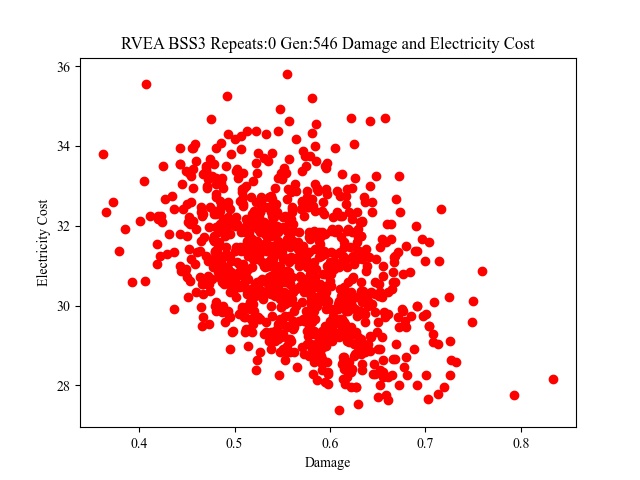 RVEA BSS3 Repeats:0 Gen:546 Damage and Electricity Cost
36
34
32
30
28
Electricity Cost
0.4 0.5 0.6 0.7 0.8
Damage